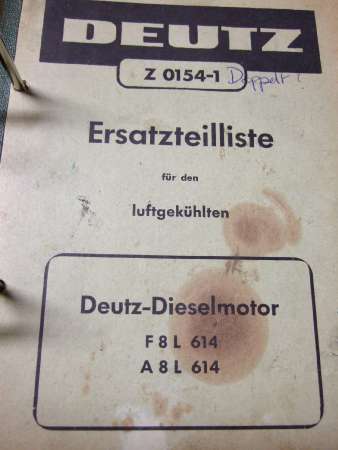 DEUTZ
Z 0154-1 Doppelt!
Ersatzteilliste
für den
luftgekühlten
Deutz-Dieselmotor
F 8 L 614
A 8 L 614